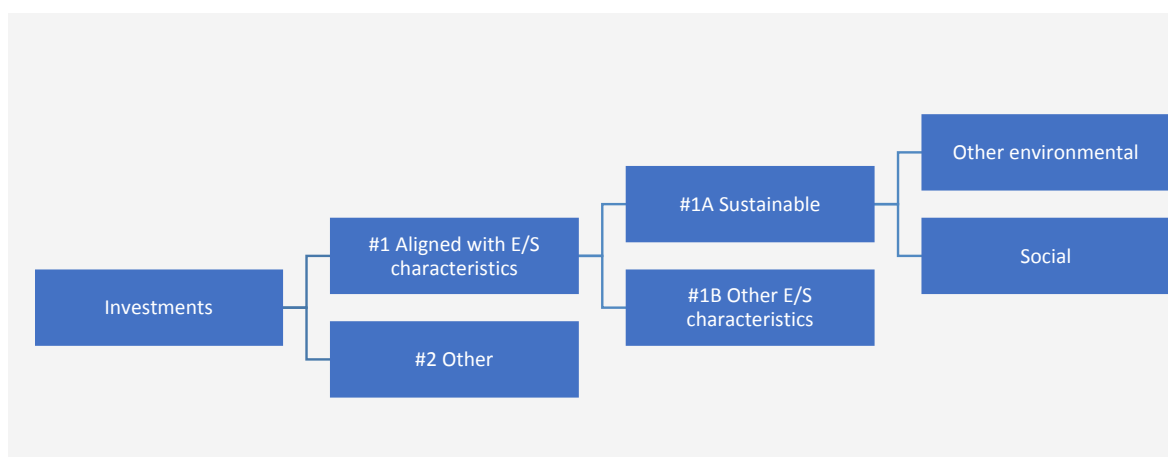 Investments
#1 Aligned with E/S
characteristics
#2 Other
#1A Sustainable
#1B Other E/S
characteristics
Other environmental
Social